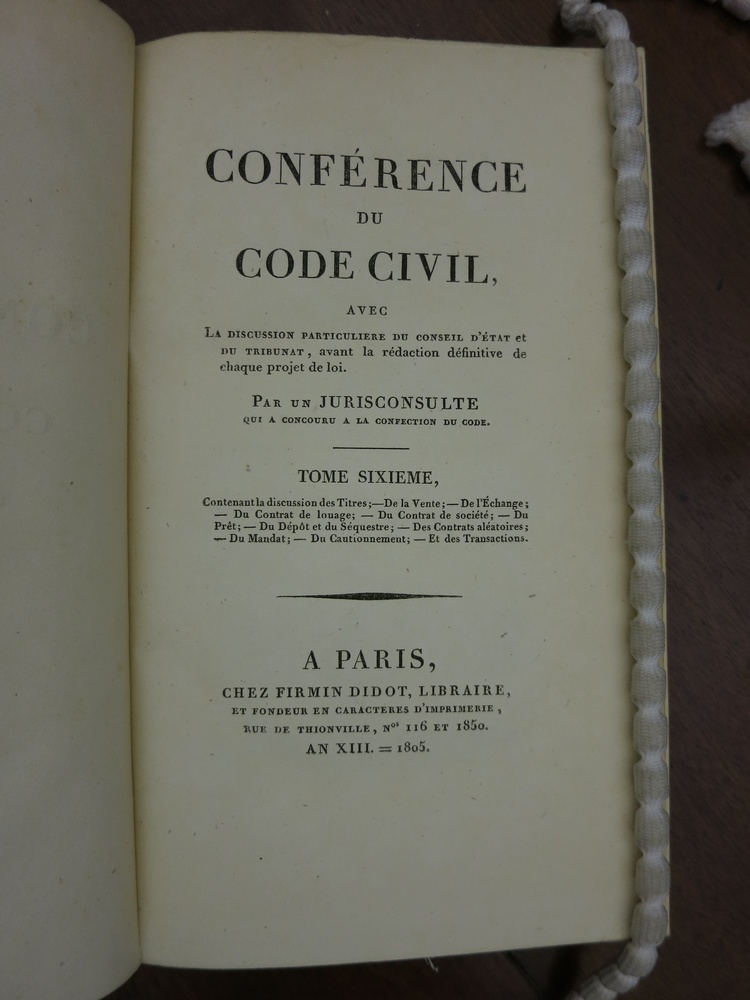 CONFÉRENCE
DU
CODE CIVIL,
AVEC
LA DISCUSSION PARTICULIERE DU CONSEIL D'ÉTAT et
DU TRIBUNAT, avant la rédaction définitive de
chaque projet de loi.
PAR UN JURISCONSULTE
QUI A CONCOURU A LA CONFECTION DU CODE.
TOME SIXIEME,
Contenant la discussion des Titres;—De la Vente;—De l'Échange;
— Du Contrat de louage; — Du Contrat de société; — Du
Prêt; — Du Dépôt et du Séquestre; — Des Contrats aléatoires;
— Du Mandat; — Du Cautionnement; — Et des Transactions.
A PARIS,
CHEZ FIRMIN DIDOT, LIBRAIRE,
ET FONDEUR EN CARACTERES D'IMPRIMERIE,
RUE DE THIONVILLE, Nos 116 ET 1850.
AN XIII. = 1805.